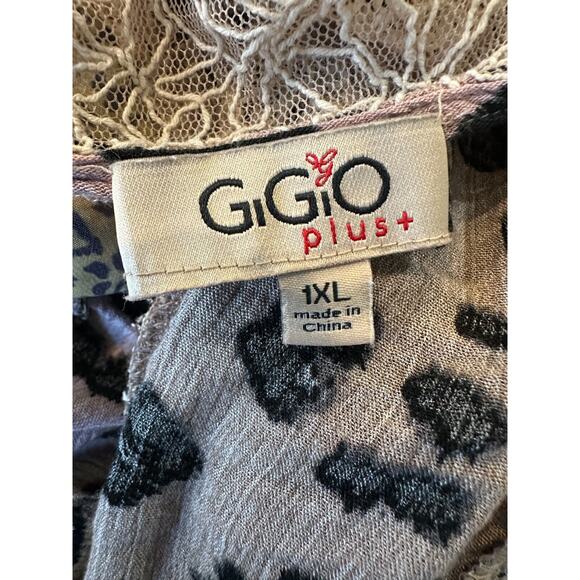 GiGiO
plus+
1XL
made in
China